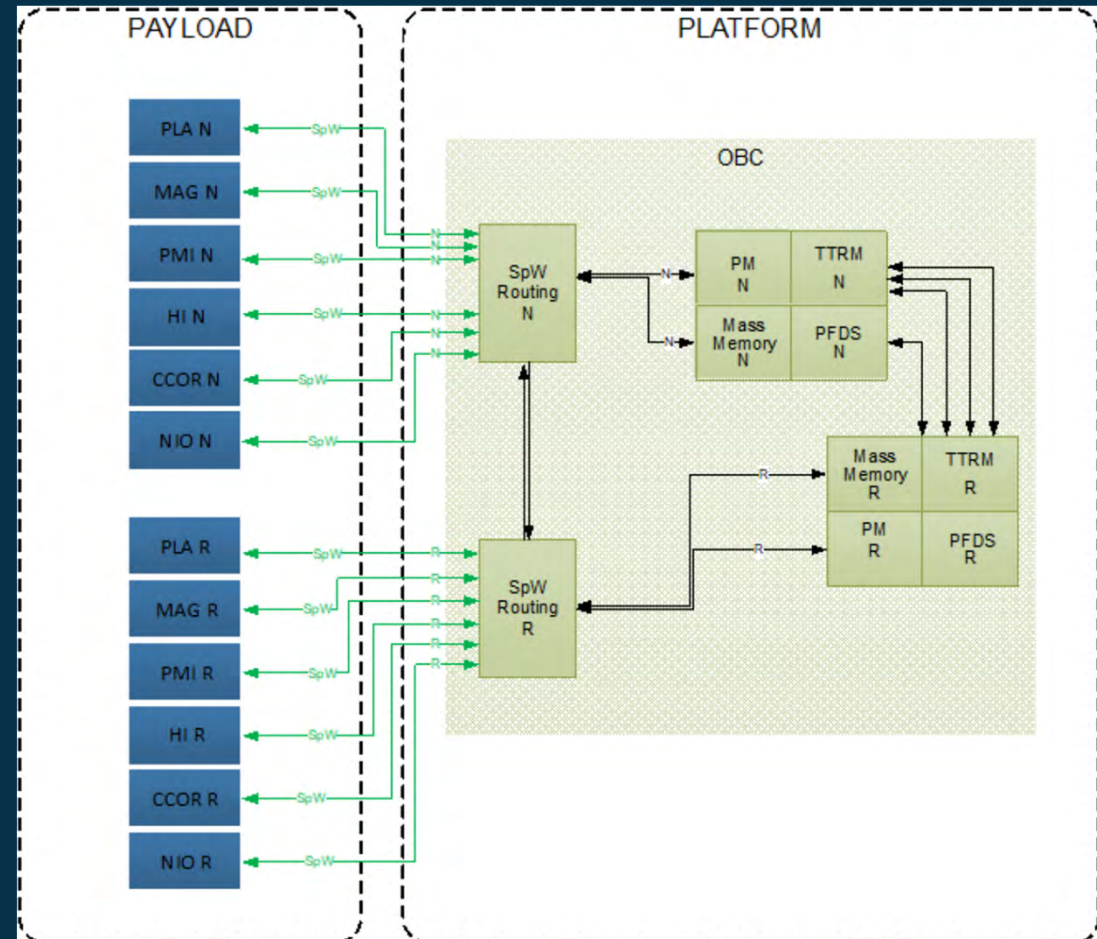 PAYLOAD
PLATFORM
PLA N
SpW
MAG N
SpW
PMI N
SpW
HI N
SpW
CCOR N
SpW
NIO N
SpW
N
N
N
N
N
N
OBC
SpW
Routing
N
N
N
PM
N
TTRM
N
Mass
Memory
N
PFDS
N
PLA R
SpW
MAG R
SpW
PMI R
SpW
HI R
SpW
CCOR R
SpW
NIO R
SpW
R
R
R
R
R
R
SpW
Routing
R
R
R
Mass
Memory
R
TTRM
R
PM
R
PFDS
R